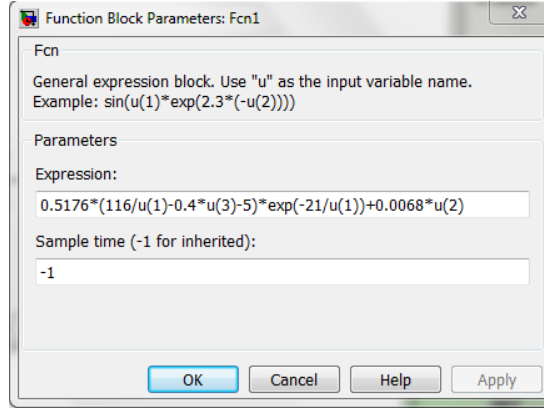 Function Block Parameters: Fcn1
Fcn
General expression block. Use "u" as the input variable name.
Example: sin(u(1)*exp(2.3*(-u(2))))
Parameters
Expression:
0.5176*(116/u(1)-0.4*u(3)-5)*exp(-21/u(1))+0.0068*u(2)
Sample time (-1 for inherited):
-1
OK Cancel Help Apply